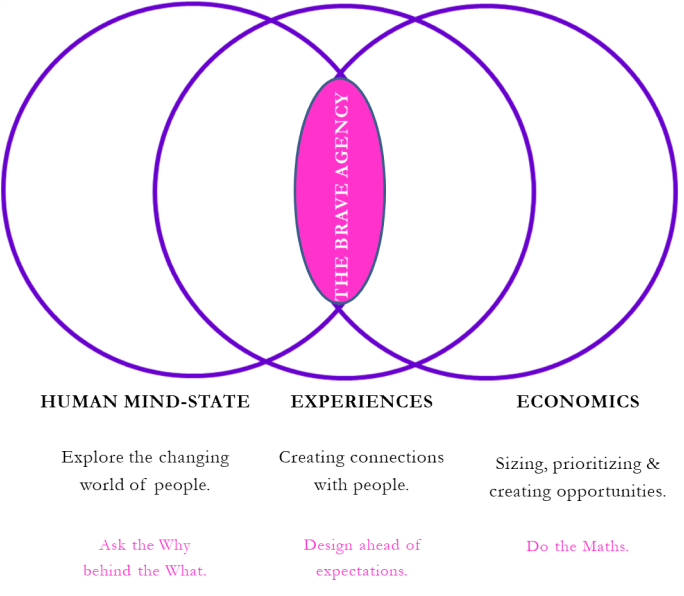 THE BRAVE AGENCY
HUMAN MIND-STATE
Explore the changing
world of people.
Ask the Why
behind the What.
EXPERIENCES
Creating connections
with people.
Design ahead of
expectations.
ECONOMICS
Sizing, prioritizing &
creating opportunities.
Do the Maths.